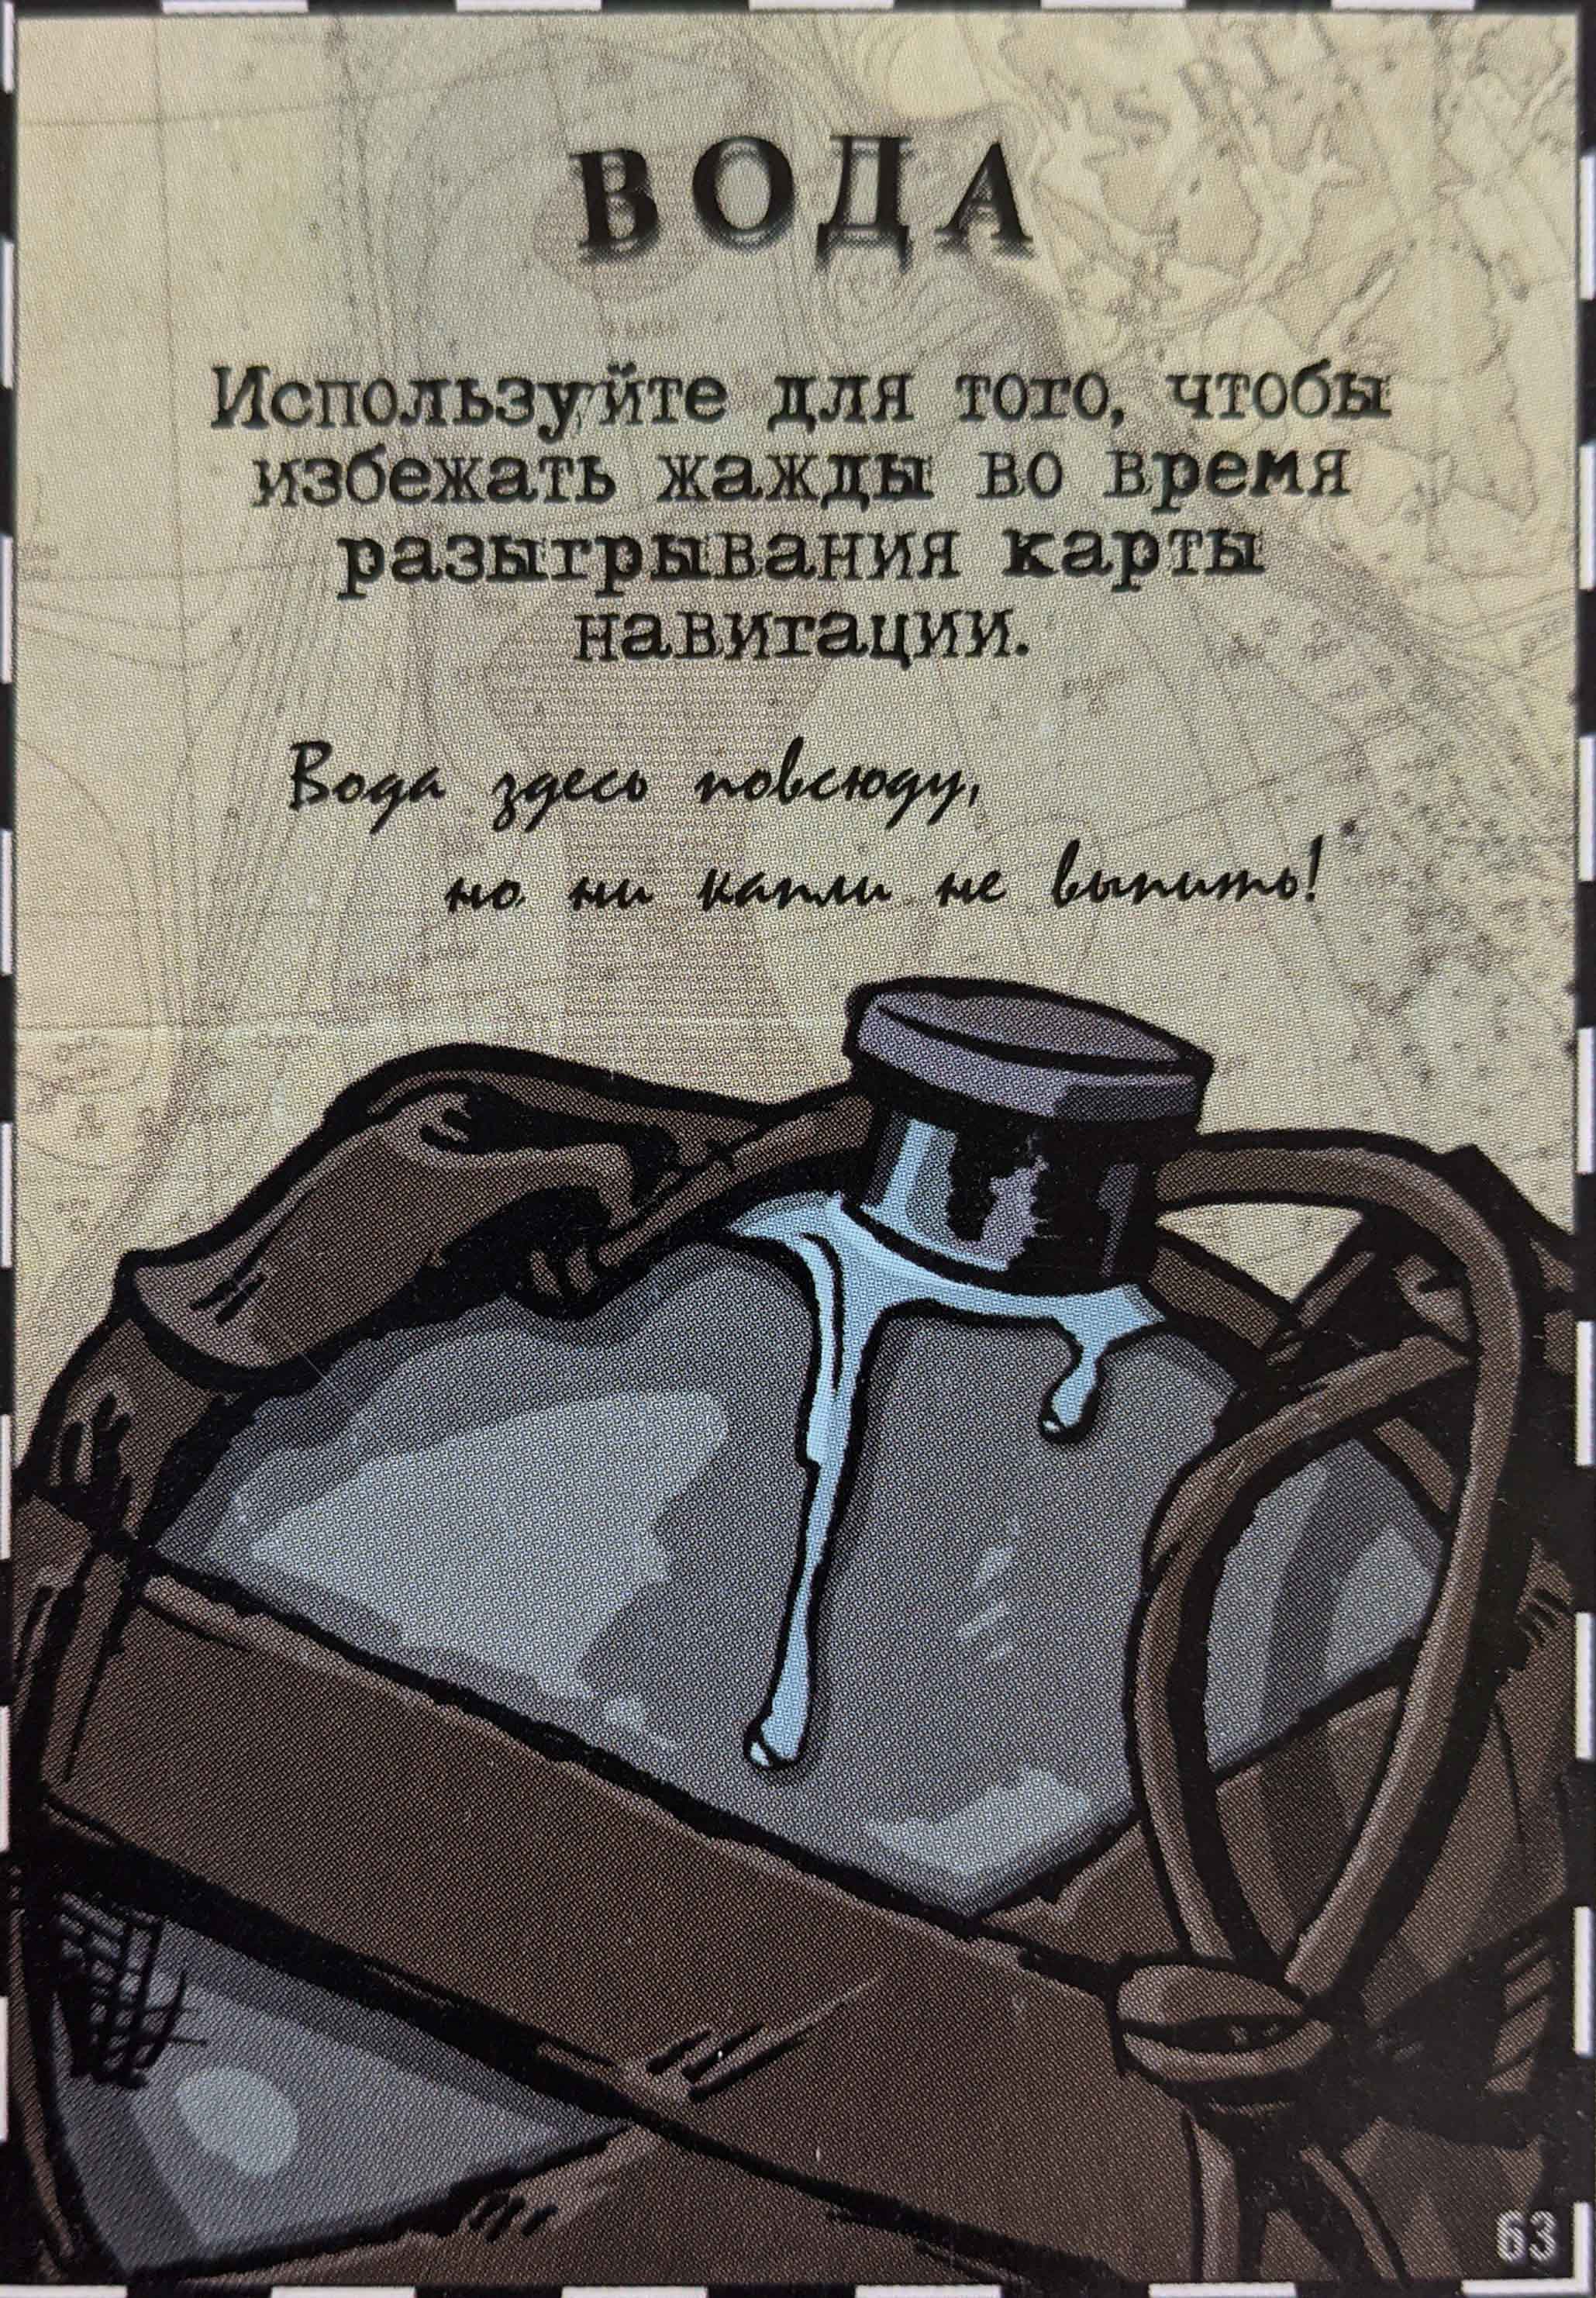 ВОДА
Используйте для того, чтобы
избежать жажды во время
разыгрывания карты
навигации.
Вода здесь повсюду,
но ни капли не выпить!
63